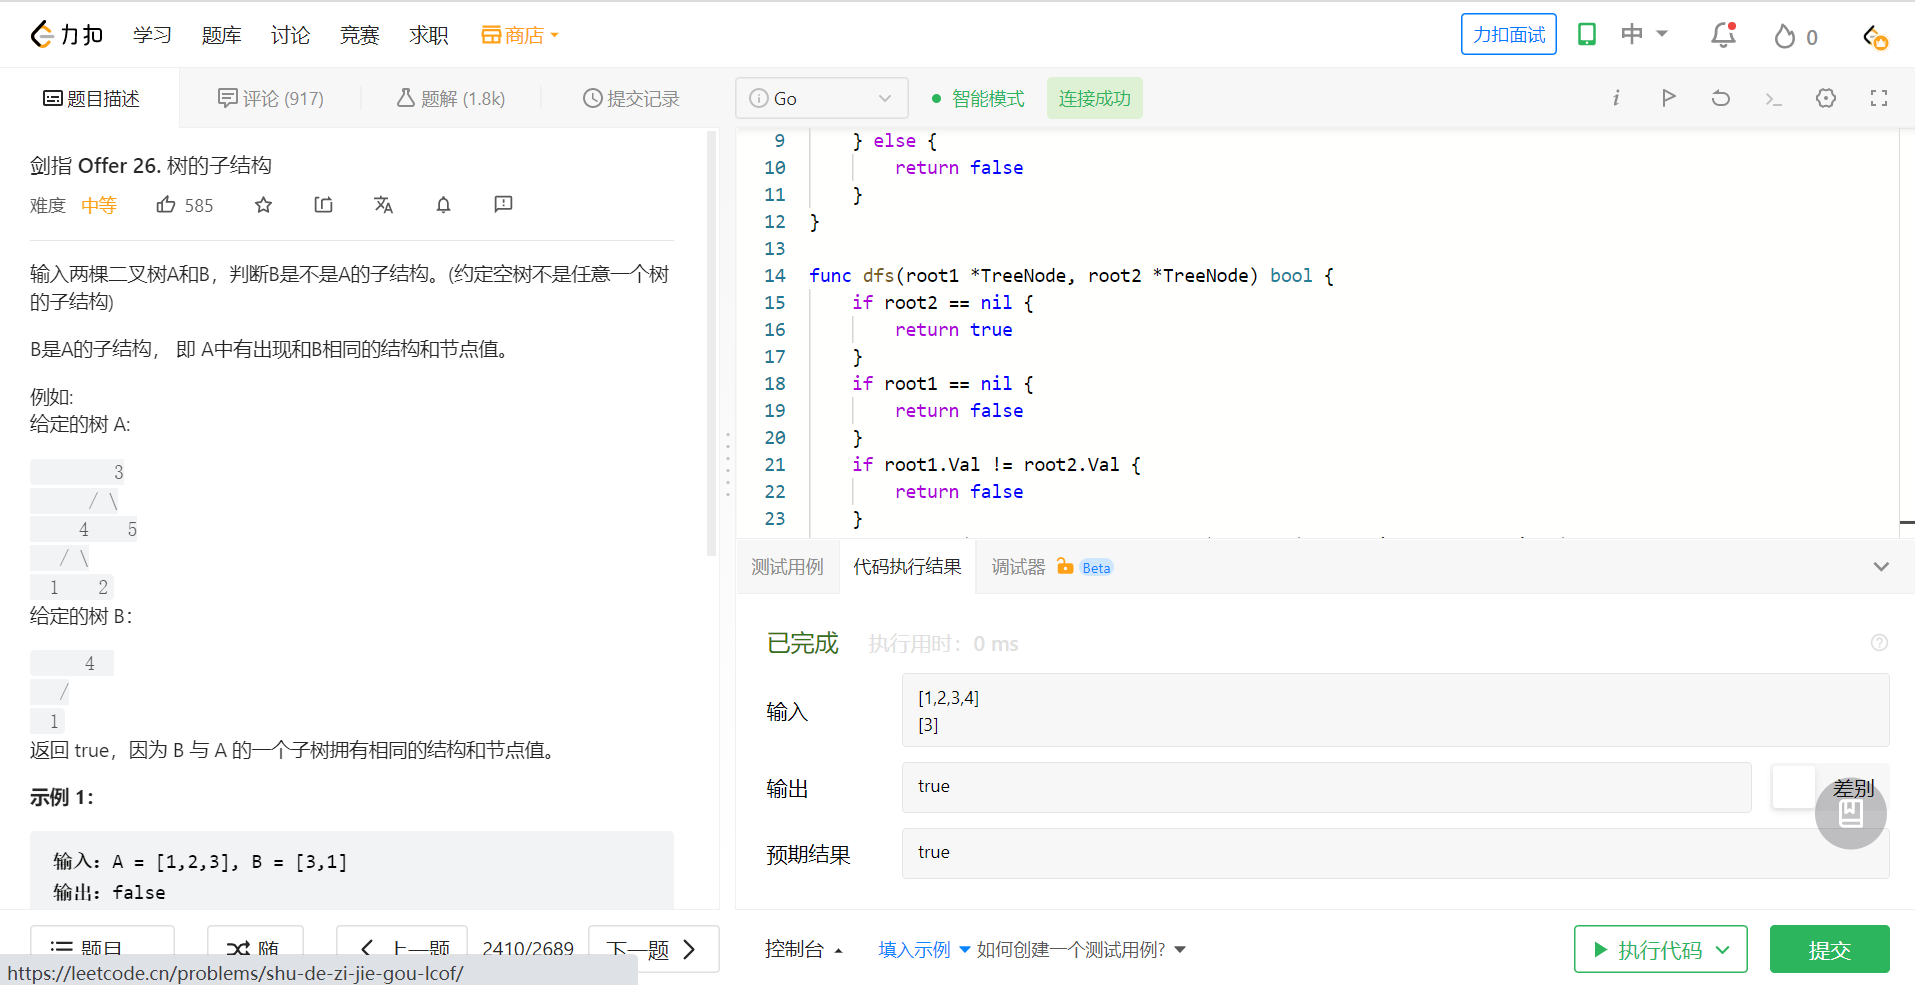 力扣 学习 题库 讨论 竞赛 求职 商店 力扣面试 中 0
题目描述 评论 (917) 题解 (1.8k) 提交记录
剑指 Offer 26. 树的子结构
难度 中等 585
输入两棵二叉树A和B，判断B是不是A的子结构。(约定空树不是任意一个树
的子结构)
B是A的子结构， 即 A中有出现和B相同的结构和节点值。
例如:
给定的树 A:
3
/ \
4 5
/ \
1 2
给定的树 B：
4
/
1
返回 true，因为 B 与 A 的一个子树拥有相同的结构和节点值。
示例 1：
输入：A = [1,2,3], B = [3,1]
输出：false
题目 随 上一题 2410/2689 下一题
https://leetcode.cn/problems/shu-de-zi-jie-gou-lcof/
Go 智能模式 连接成功
9 } else {
10 return false
11 }
12 }
13
14 func dfs(root1 *TreeNode, root2 *TreeNode) bool {
15 if root2 == nil {
16 return true
17 }
18 if root1 == nil {
19 return false
20 }
21 if root1.Val != root2.Val {
22 return false
23 }
测试用例 代码执行结果 调试器 Beta
已完成 执行用时：0 ms
输入
[1,2,3,4]
[3]
输出 true 差别
预期结果 true
控制台 填入示例 如何创建一个测试用例? 执行代码 提交